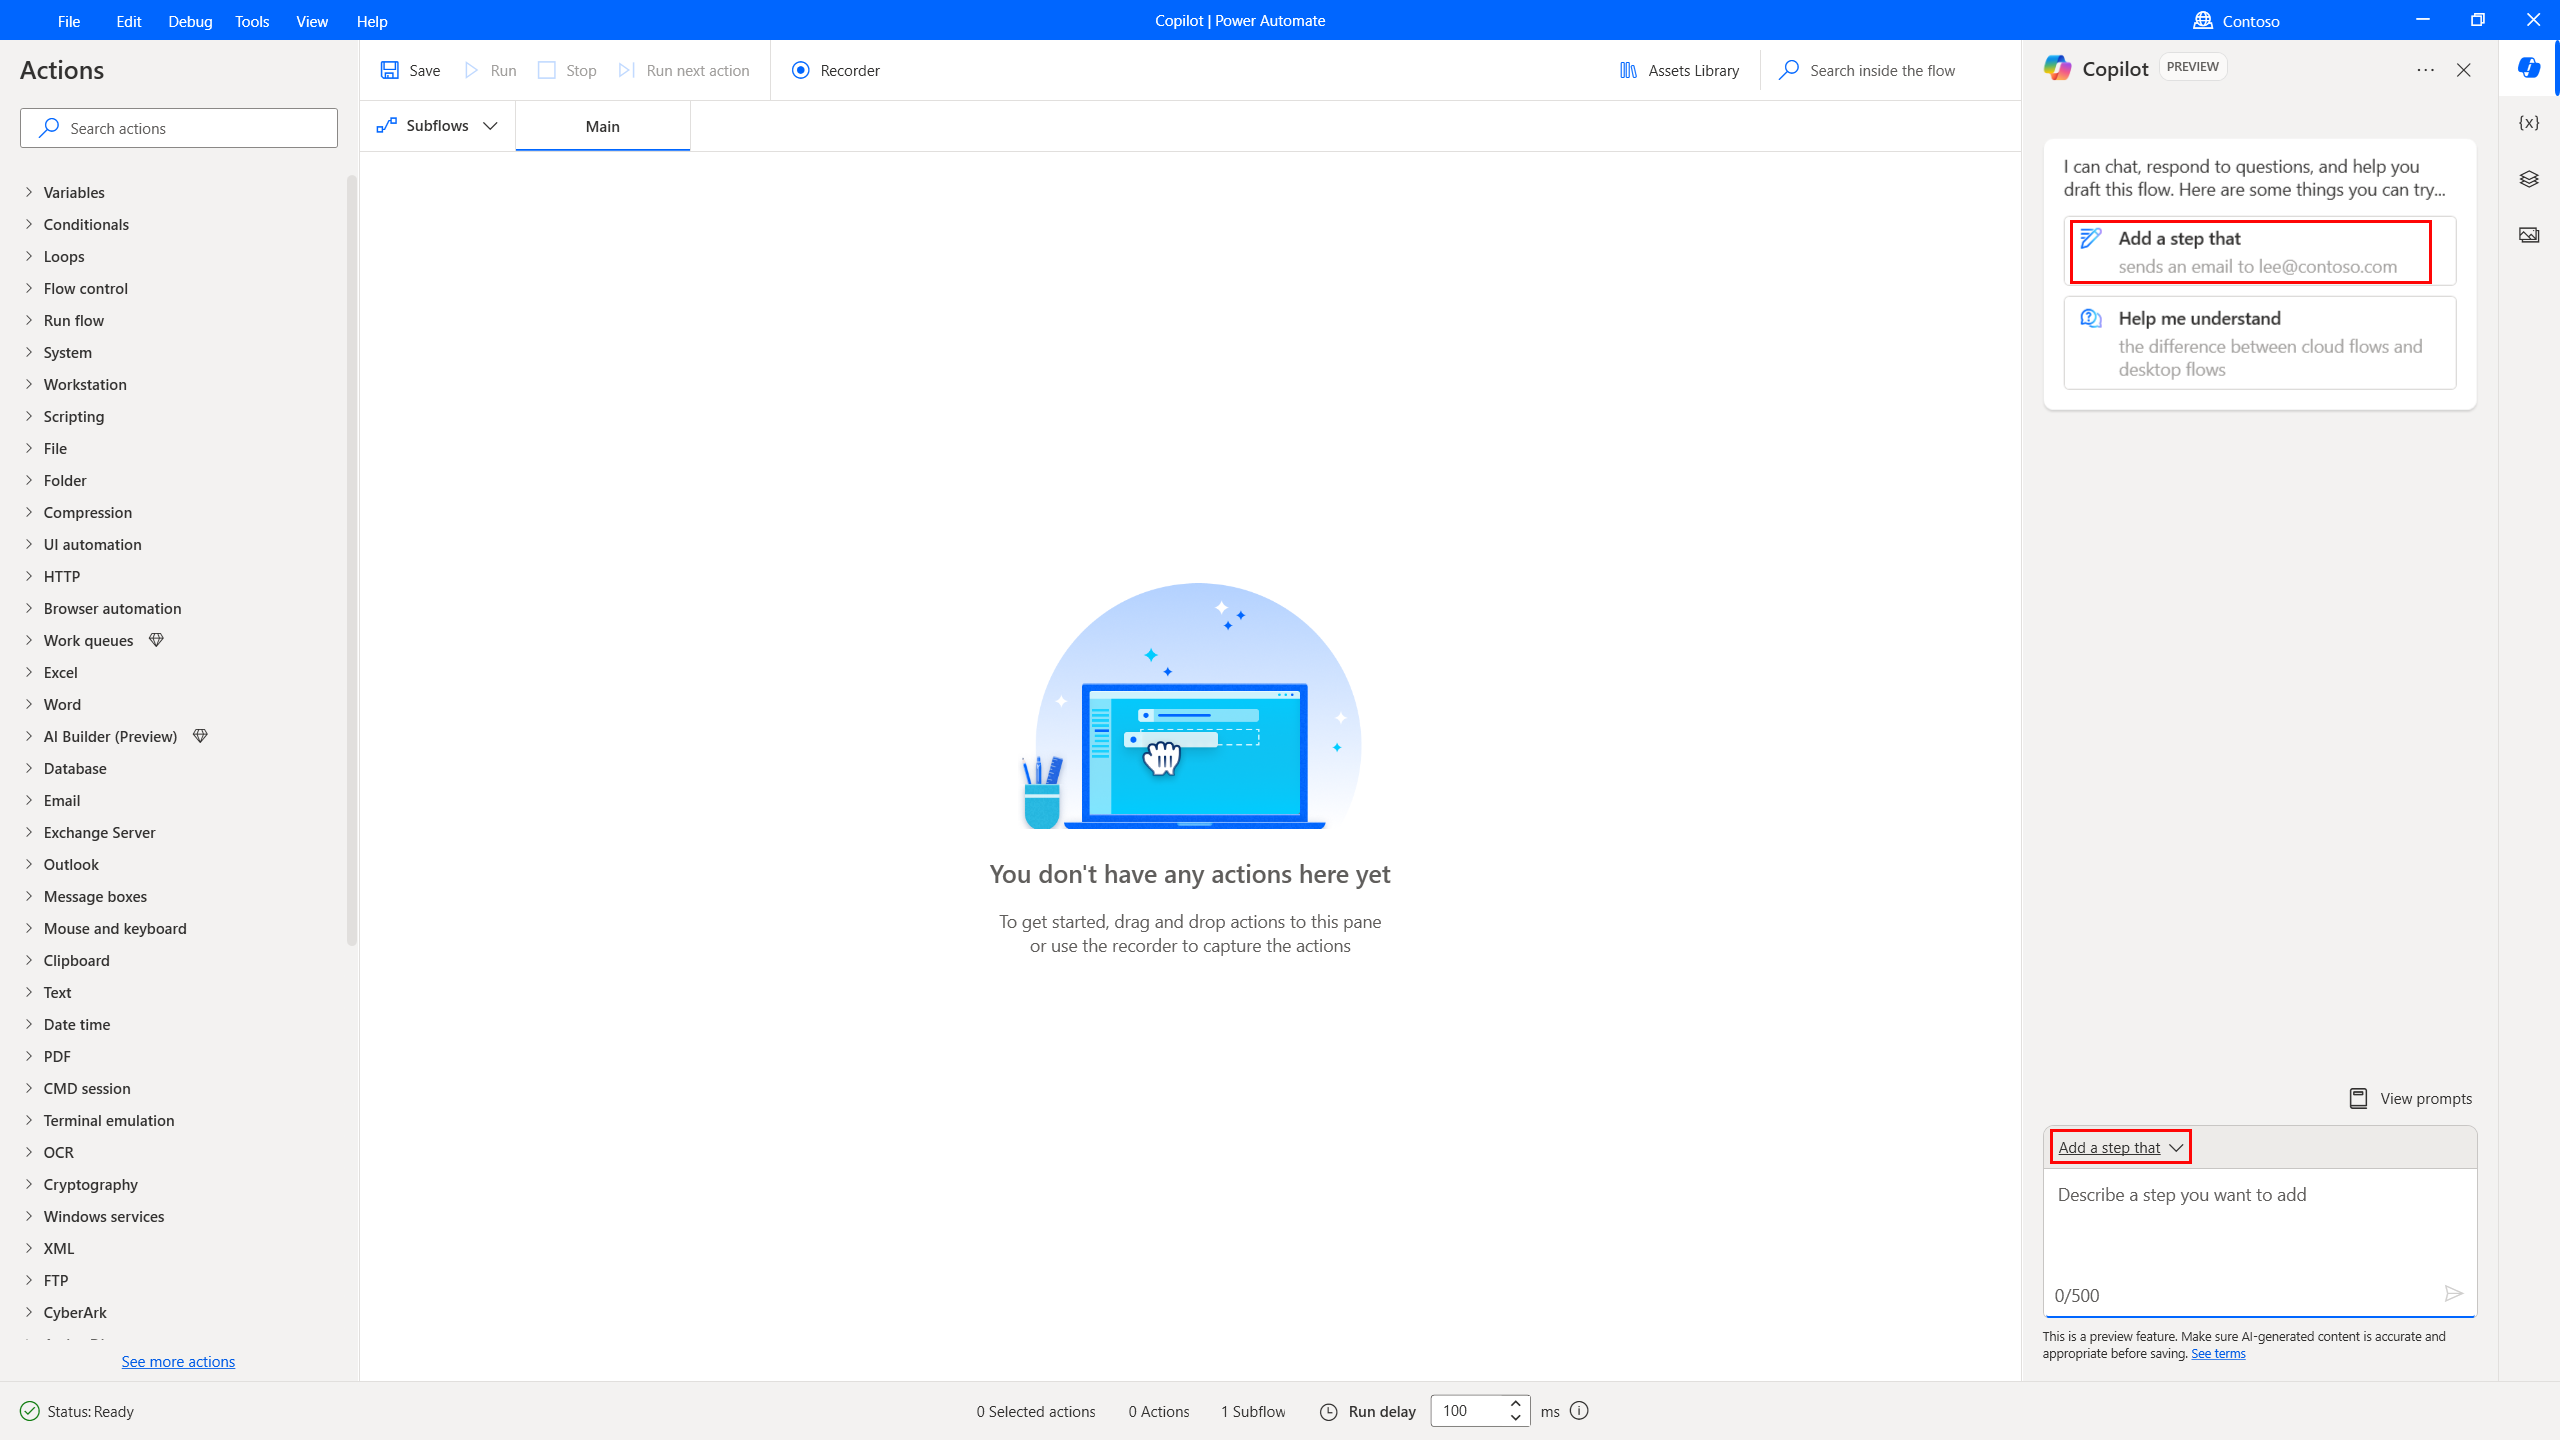 File Edit Debug Tools View Help
Copilot | Power Automate
Contoso
Actions
Search actions
Variables
Conditionals
Loops
Flow control
Run flow
System
Workstation
Scripting
File
Folder
Compression
UI automation
HTTP
Browser automation
Work queues
Excel
Word
AI Builder (Preview)
Database
Email
Exchange Server
Outlook
Message boxes
Mouse and keyboard
Clipboard
Text
Date time
PDF
CMD session
Terminal emulation
OCR
Cryptography
Windows services
XML
FTP
CyberArk
See more actions
Save Run Stop Run next action Recorder Assets Library Search inside the flow
Subflows Main
You don't have any actions here yet
To get started, drag and drop actions to this pane
or use the recorder to capture the actions
Copilot PREVIEW
{x}
I can chat, respond to questions, and help you
draft this flow. Here are some things you can try...
Add a step that
sends an email to lee@contoso.com
Help me understand
the difference between cloud flows and
desktop flows
View prompts
Add a step that
Describe a step you want to add
0/500
This is a preview feature. Make sure AI-generated content is accurate and
appropriate before saving. See terms
Status: Ready
0 Selected actions 0 Actions 1 Subflow Run delay 100 ms